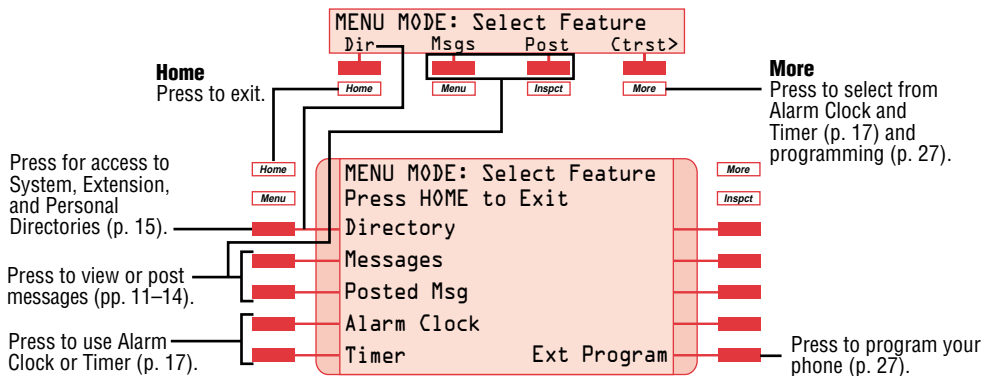 MENU MODE: Select Feature
Dir Msgs Post Ctrst>
Home Menu Inspct More
Home
Press to exit.
More
Press to select from
Alarm Clock and
Timer (p. 17) and
programming (p. 27).
Press for access to
System, Extension,
and Personal
Directories (p. 15).
Press to view or post
messages (pp. 11–14).
Press to use Alarm
Clock or Timer (p. 17).
Home
Menu
MENU MODE: Select Feature
Press HOME to Exit
Directory
Messages
Posted Msg
Alarm Clock
Timer Ext Program
More
Inspct
Press to program your
phone (p. 27).